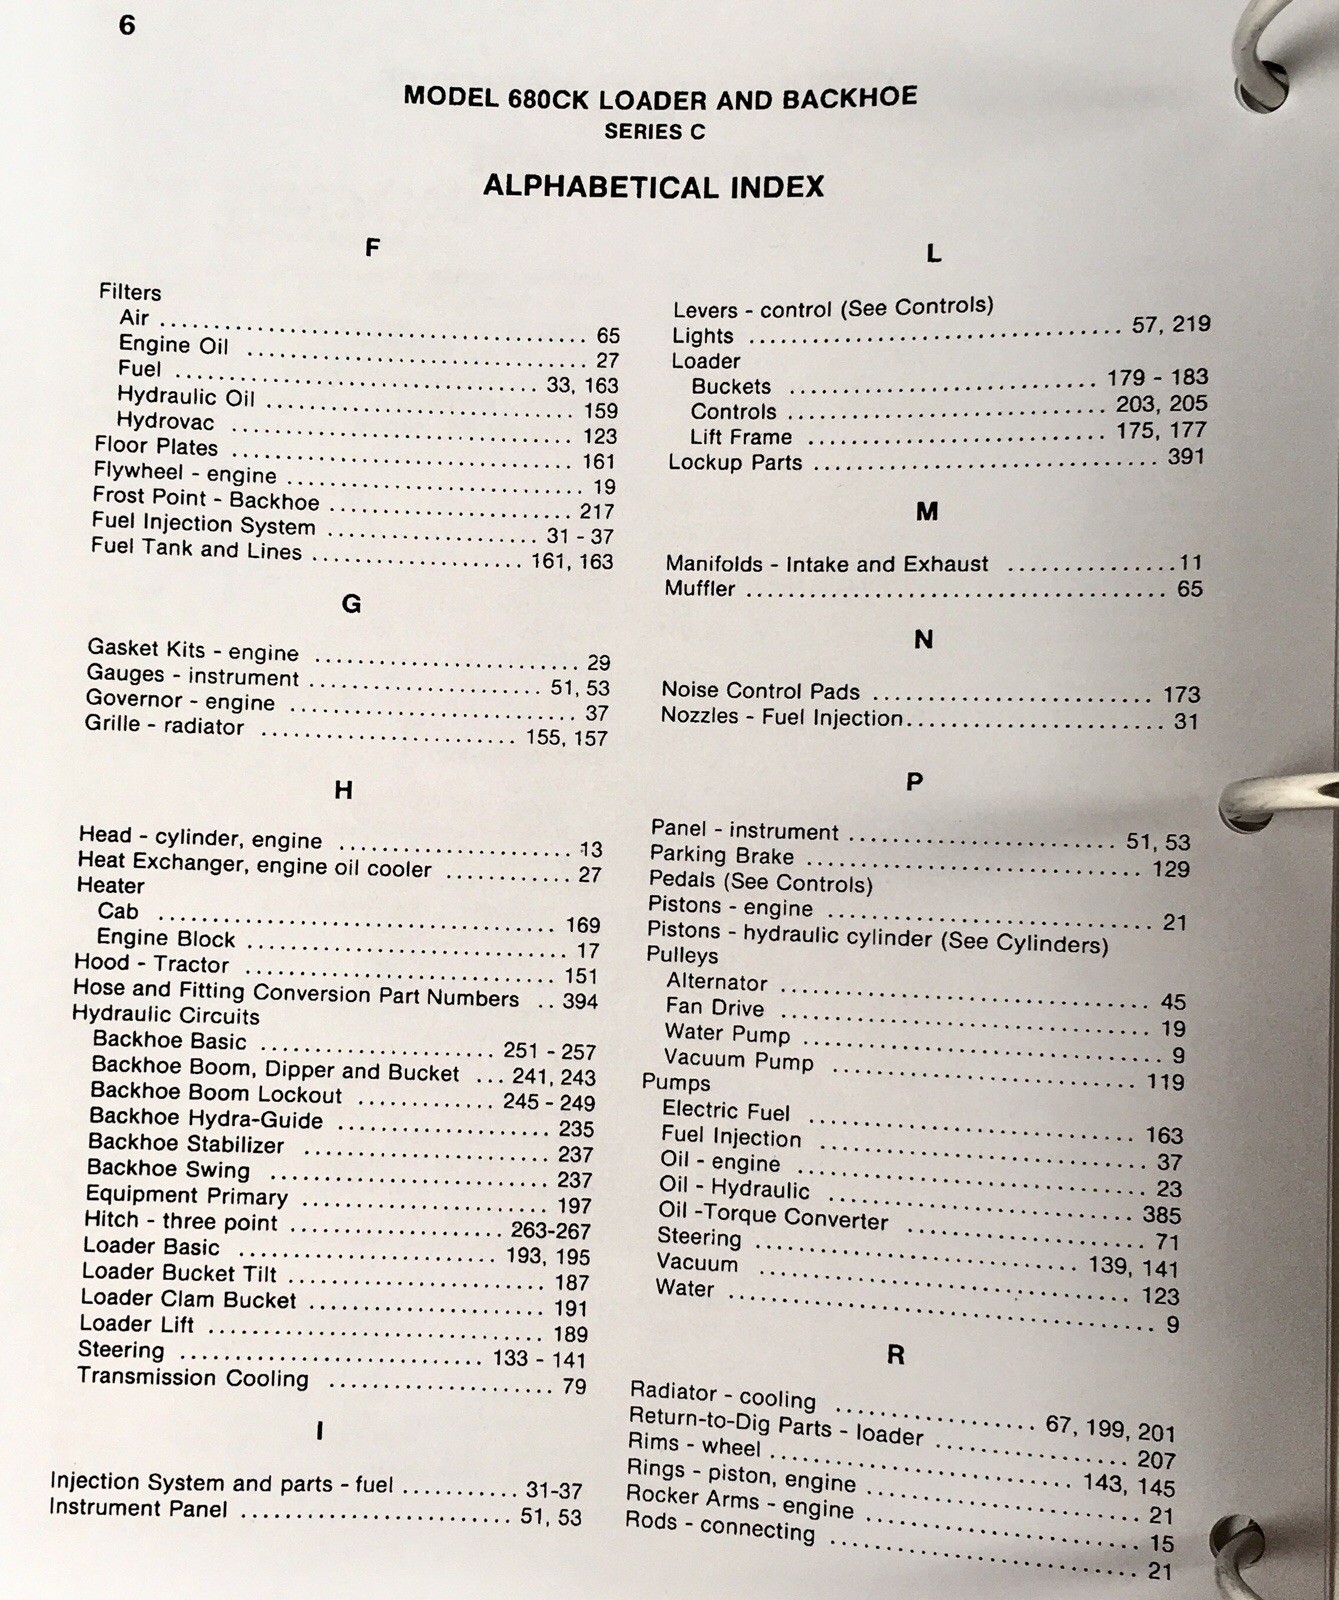 6
MODEL 680CK LOADER AND BACKHOE
SERIES C
ALPHABETICAL INDEX
F
Filters
Air ........................................ 65
Engine Oil ................................ 27
Fuel .................................. 33, 163
Hydraulic Oil ............................. 159
Hydrovac ................................ 123
Floor Plates ............................... 161
Flywheel - engine ............................ 19
Frost Point - Backhoe ....................... 217
Fuel Injection System .................... 31 - 37
Fuel Tank and Lines .................... 161, 163
G
Gasket Kits - engine ......................... 29
Gauges - instrument ...................... 51, 53
Governor - engine ........................... 37
Grille - radiator ........................ 155, 157
H
Head - cylinder, engine ...................... 13
Heat Exchanger, engine oil cooler ............ 27
Heater
Cab ..................................... 169
Engine Block ................................. 17
Hood - Tractor ............................. 151
Hose and Fitting Conversion Part Numbers .. 394
Hydraulic Circuits
Backhoe Basic ...................... 251 - 257
Backhoe Boom, Dipper and Bucket ... 241, 243
Backhoe Boom Lockout ............. 245 - 249
Backhoe Hydra-Guide .................... 235
Backhoe Stabilizer ....................... 237
Backhoe Swing .......................... 237
Equipment Primary ....................... 197
Hitch - three point .................... 263-267
Loader Basic ........................ 193, 195
Loader Bucket Tilt ........................ 187
Loader Clam Bucket ...................... 191
Loader Lift ............................... 189
Steering ............................ 133 - 141
Transmission Cooling ..................... 79
I
Injection System and parts - fuel ........... 31-37
Instrument Panel ......................... 51, 53
L
Levers - control (See Controls)
Lights ................................... 57, 219
Loader
Buckets ............................. 179 - 183
Controls .............................. 203, 205
Lift Frame ............................ 175, 177
Lockup Parts ................................ 391
M
Manifolds - Intake and Exhaust ................ 11
Muffler ....................................... 65
N
Noise Control Pads .......................... 173
Nozzles - Fuel Injection ........................ 31
P
Panel - instrument ......................... 51, 53
Parking Brake ............................... 129
Pedals (See Controls)
Pistons - engine ............................... 21
Pistons - hydraulic cylinder (See Cylinders)
Pulleys
Alternator ................................... 45
Fan Drive .................................... 19
Water Pump .................................. 9
Vacuum Pump ............................ 119
Pumps
Electric Fuel .............................. 163
Fuel Injection ............................... 37
Oil - engine ................................. 23
Oil - Hydraulic ............................. 385
Oil -Torque Converter ...................... 71
Steering .............................. 139, 141
Vacuum .................................. 123
Water ........................................ 9
R
Radiator - cooling ................... 67, 199, 201
Return-to-Dig Parts - loader .................. 207
Rims - wheel ............................ 143, 145
Rings - piston, engine .......................... 21
Rocker Arms - engine .......................... 15
Rods - connecting ............................. 21